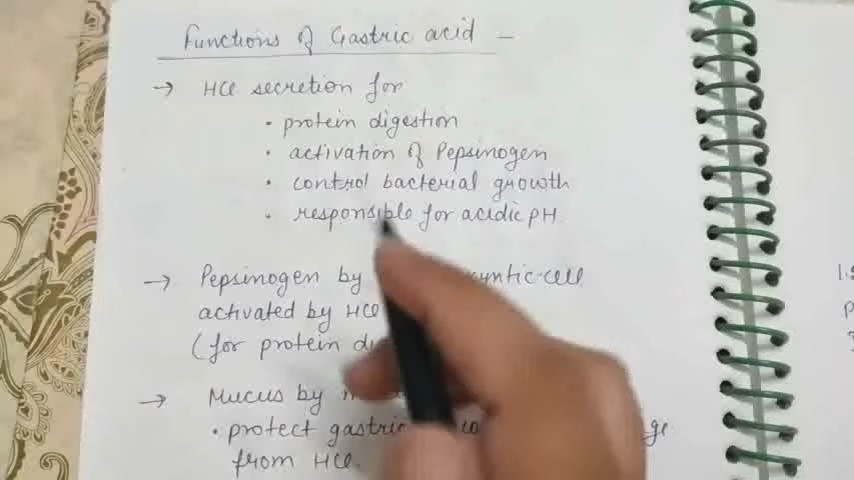 Functions of Gastric acid -
→ HCl secretion for
• protein digestion
• activation of Pepsinogen
• control bacterial growth
• responsible for acidic pH
→ Pepsinogen by
activated by HCl
(for protein
→ Mucus by
• protect gastric
from HCl.